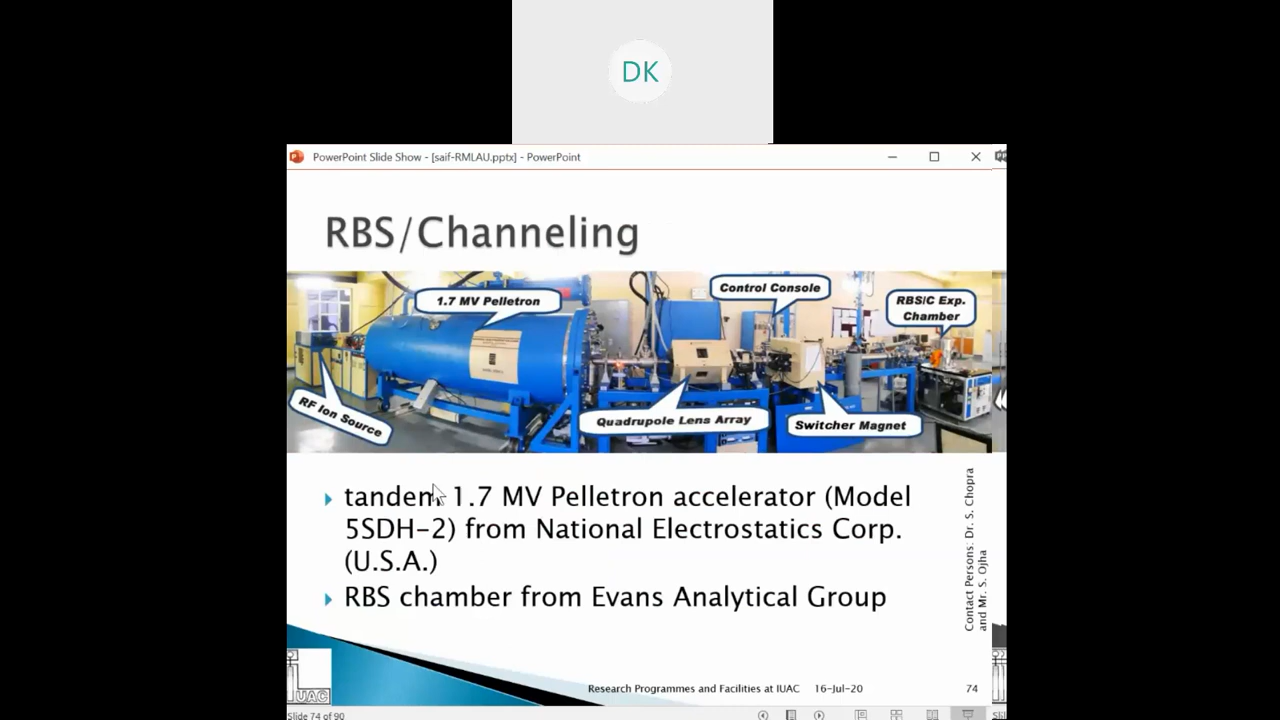 DK
PowerPoint Slide Show - [saif-RMLAU.pptx] - PowerPoint
RBS/Channeling
1.7 MV Pelletron
Control Console
RBS/C Exp.
Chamber
RF Ion Source
Quadrupole Lens Array
Switcher Magnet
tandem 1.7 MV Pelletron accelerator (Model
5SDH-2) from National Electrostatics Corp.
(U.S.A.)
RBS chamber from Evans Analytical Group
Contact Persons: Dr. S. Chopra
and Mr. S. Ojha
IUAC
Research Programmes and Facilities at IUAC 16-Jul-20 74
Slide 74 of 90